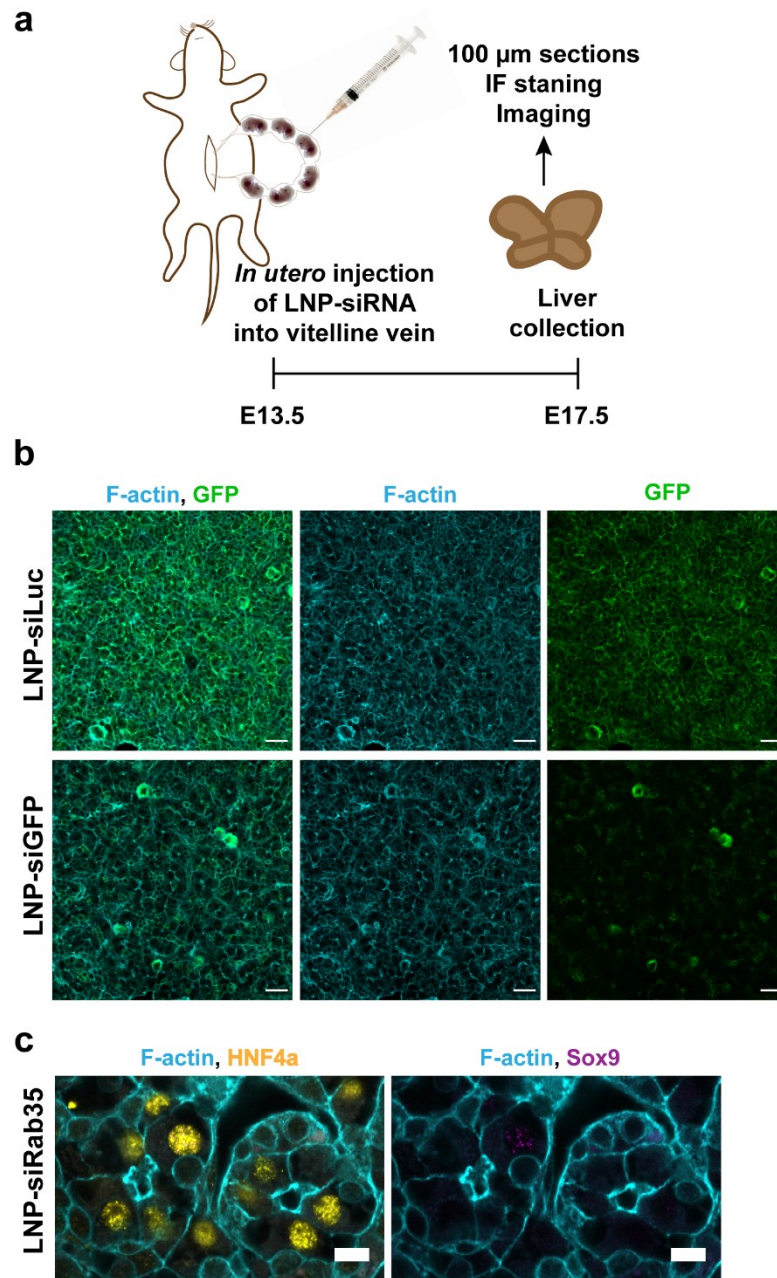 a
100 µm sections
IF staning
Imaging
In utero injection
of LNP-siRNA
into vitelline vein
Liver
collection
E13.5
E17.5
b
F-actin, GFP
F-actin
GFP
LNP-siLuc
LNP-siGFP
c
F-actin, HNF4a
F-actin, Sox9
LNP-siRab35